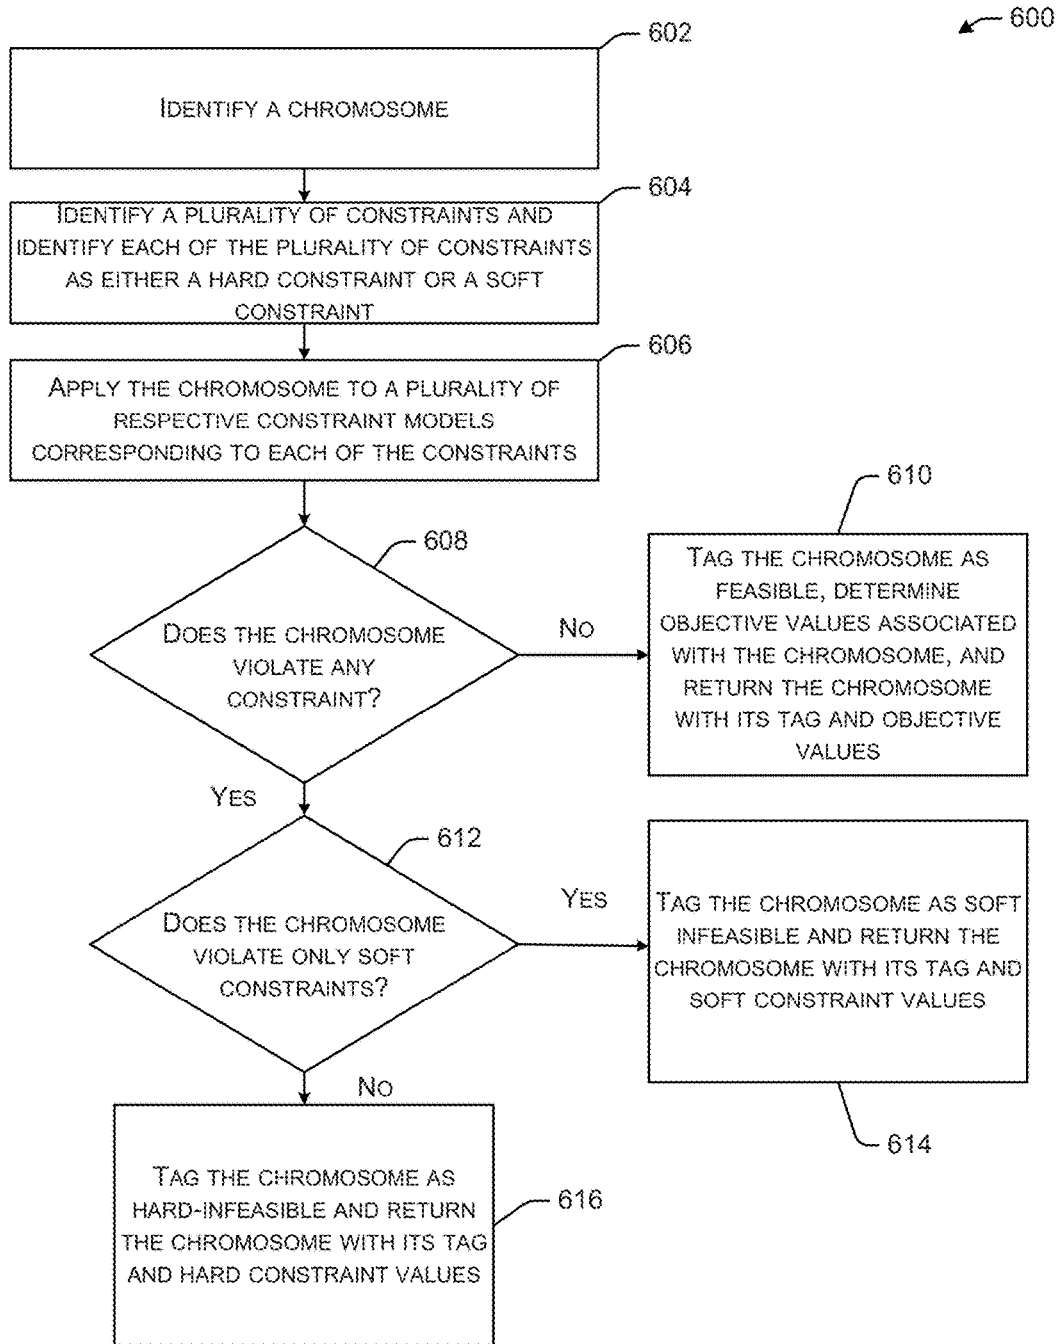 600
602
IDENTIFY A CHROMOSOME
604
IDENTIFY A PLURALITY OF CONSTRAINTS AND
IDENTIFY EACH OF THE PLURALITY OF CONSTRAINTS
AS EITHER A HARD CONSTRAINT OR A SOFT
CONSTRAINT
606
APPLY THE CHROMOSOME TO A PLURALITY OF
RESPECTIVE CONSTRAINT MODELS
CORRESPONDING TO EACH OF THE CONSTRAINTS
608
DOES THE CHROMOSOME
VIOLATE ANY
CONSTRAINT?
NO
610
TAG THE CHROMOSOME AS
FEASIBLE, DETERMINE
OBJECTIVE VALUES ASSOCIATED
WITH THE CHROMOSOME, AND
RETURN THE CHROMOSOME
WITH ITS TAG AND OBJECTIVE
VALUES
YES
612
DOES THE CHROMOSOME
VIOLATE ONLY SOFT
CONSTRAINTS?
YES
TAG THE CHROMOSOME AS SOFT
INFEASIBLE AND RETURN THE
CHROMOSOME WITH ITS TAG AND
SOFT CONSTRAINT VALUES
614
NO
TAG THE CHROMOSOME AS
HARD-INFEASIBLE AND RETURN
THE CHROMOSOME WITH ITS TAG
AND HARD CONSTRAINT VALUES
616